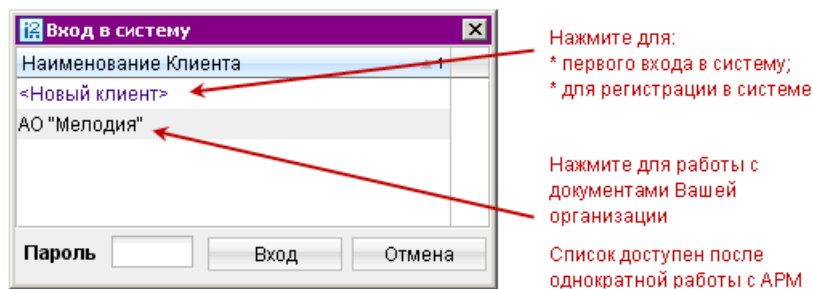 Вход в систему
Наименование Клиента 1
<Новый клиент>
АО "Мелодия"
Пароль Вход Отмена
Нажмите для:
* первого входа в систему;
* для регистрации в системе
Нажмите для работы с
документами Вашей
организации
Список доступен после
однократной работы с АРМ